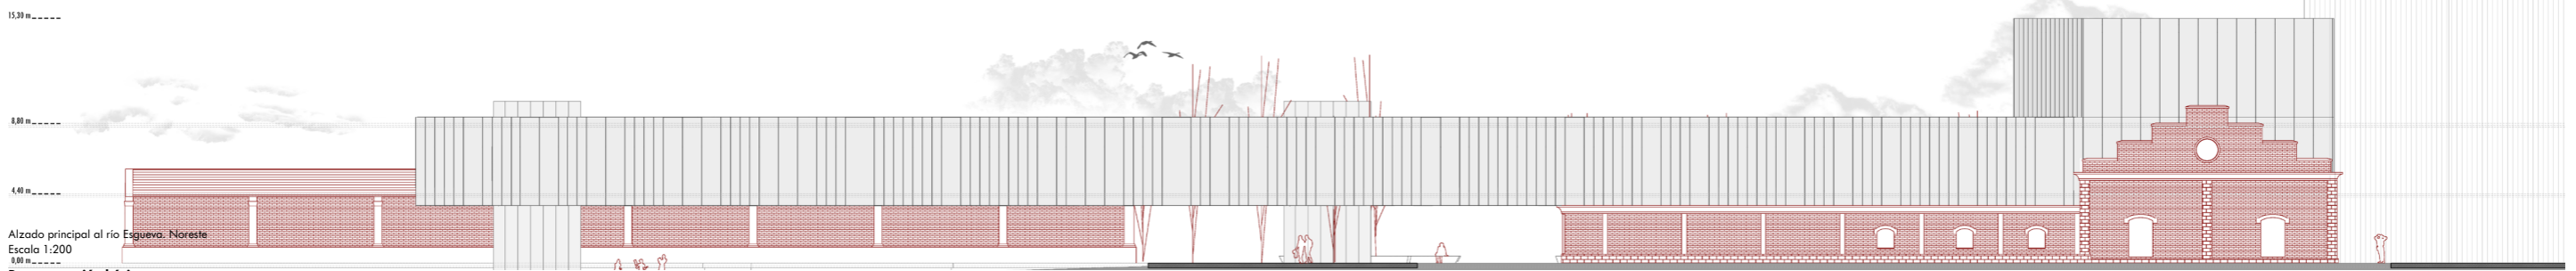 15,30 m
8,80 m
4,40 m
Alzado principal al río Esgueva. Noreste
Escala 1:200
0,00 m